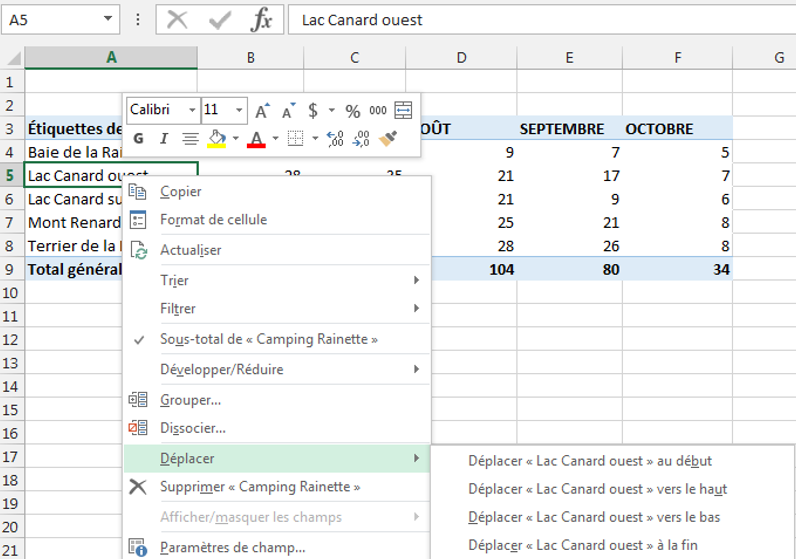 A5 fx Lac Canard ouest
A B C D E F G
1
2
Calibri 11 A A $ % 000
G I A ,00 ,00
3 Étiquettes de OÛT SEPTEMBRE OCTOBRE
4 Baie de la Rai 9 7 5
5 Lac Canard ouest 28 35 21 17 7
6 Lac Canard su 21 9 6
7 Mont Renard 25 21 8
8 Terrier de la 28 26 8
9 Total général 104 80 34
10
11
12
13
14
15
16
17
18
19
20
21
Copier
Format de cellule
Actualiser
Trier
Filtrer
Sous-total de « Camping Rainette »
Développer/Réduire
Grouper...
Dissocier...
Déplacer
Supprimer « Camping Rainette »
Afficher/masquer les champs
Paramètres de champ...
Déplacer « Lac Canard ouest » au début
Déplacer « Lac Canard ouest » vers le haut
Déplacer « Lac Canard ouest » vers le bas
Déplacer « Lac Canard ouest » à la fin